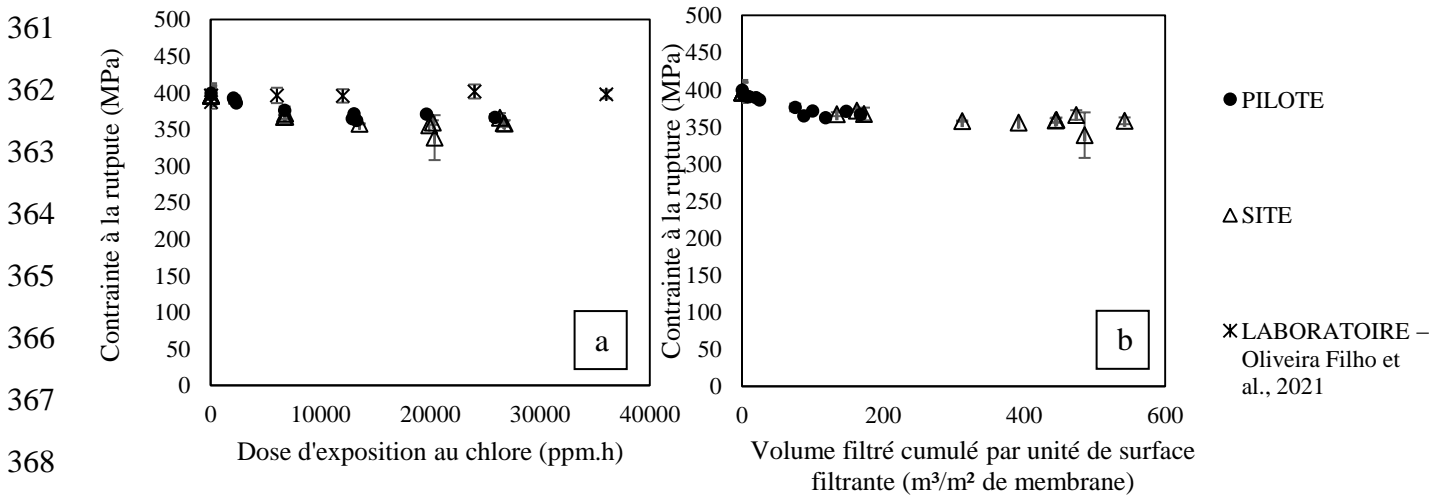 361
362
363
364
365
366
367
368
Contrainte à la rutpute (MPa)
500
450
400
350
300
250
200
150
100
50
0
0 10000 20000 30000 40000
Dose d'exposition au chlore (ppm.h)
a
Contrainte à la rupture (MPa)
500
450
400
350
300
250
200
150
100
50
0
0 200 400 600
Volume filtré cumulé par unité de surface
filtrante (m³/m² de membrane)
b
PILOTE
SITE
LABORATOIRE –
Oliveira Filho et
al., 2021